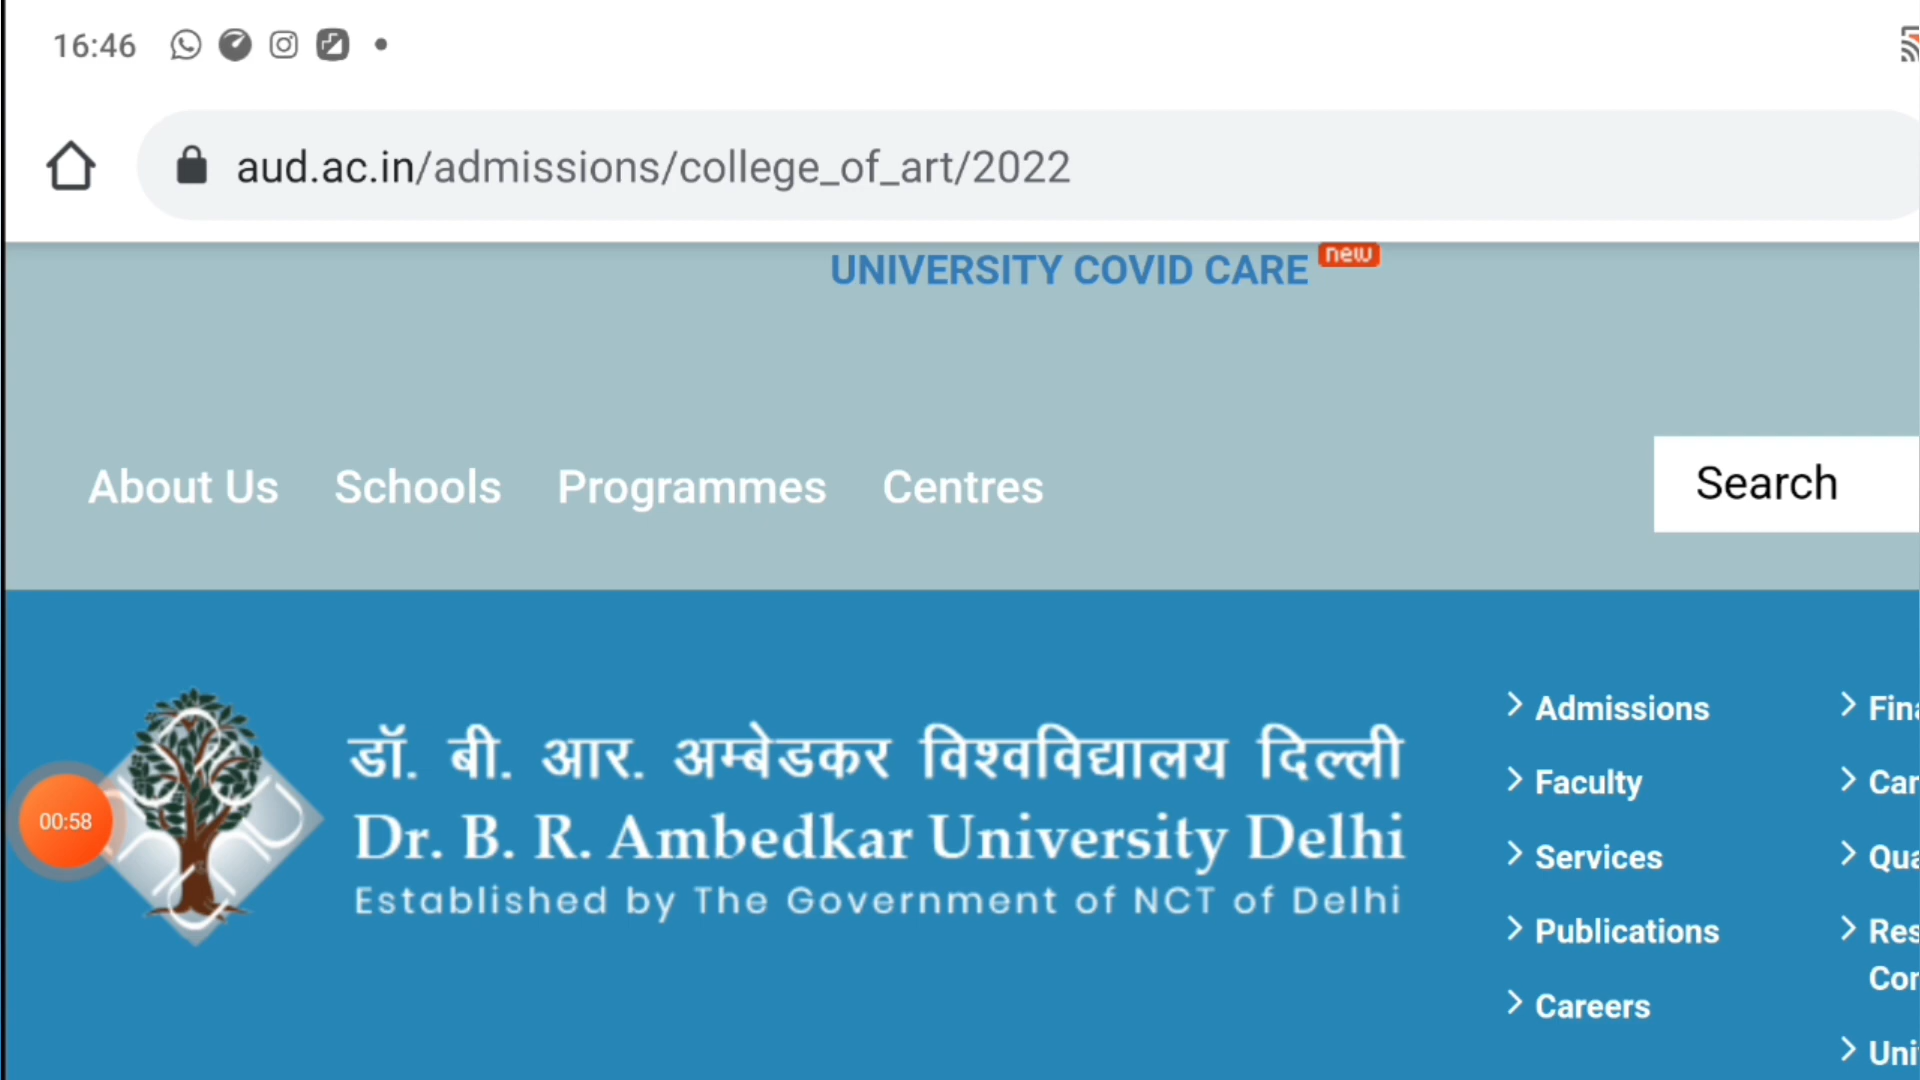 16:46
aud.ac.in/admissions/college_of_art/2022
UNIVERSITY COVID CARE new
About Us Schools Programmes Centres
Search
डॉ. बी. आर. अम्बेडकर विश्वविद्यालय दिल्ली
Dr. B. R. Ambedkar University Delhi
Established by The Government of NCT of Delhi
00:58
Admissions
Faculty
Services
Publications
Careers